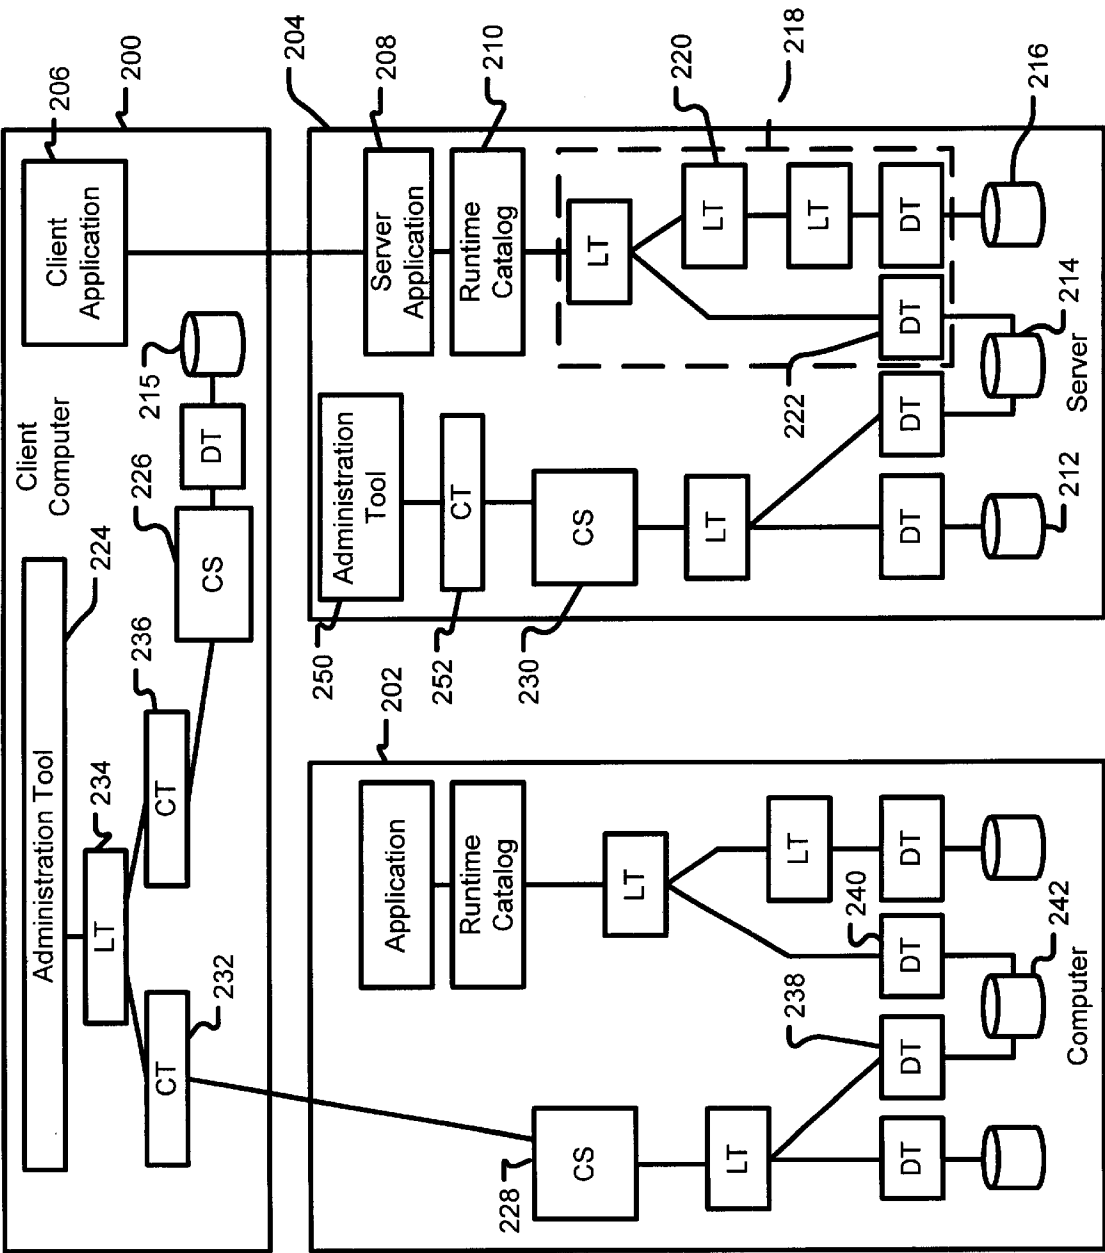 Administration Tool
224
Client
Computer
206
Client
Application
200
LT
234
CT
232
CT
236
CS
226
DT
215
202
Application
Runtime
Catalog
228
CS
LT
LT
LT
DT
238
DT
240
DT
DT
242
Computer
204
250
Administration
Tool
252
CT
230
CS
LT
DT
DT
212
208
Server
Application
210
Runtime
Catalog
218
LT
220
LT
LT
222
DT
DT
214
216
Server